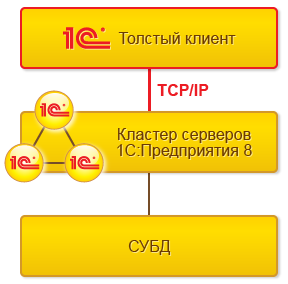 1С Толстый клиент
TCP/IP
1С
Кластер серверов
1С:Предприятия 8
1С 1С
СУБД